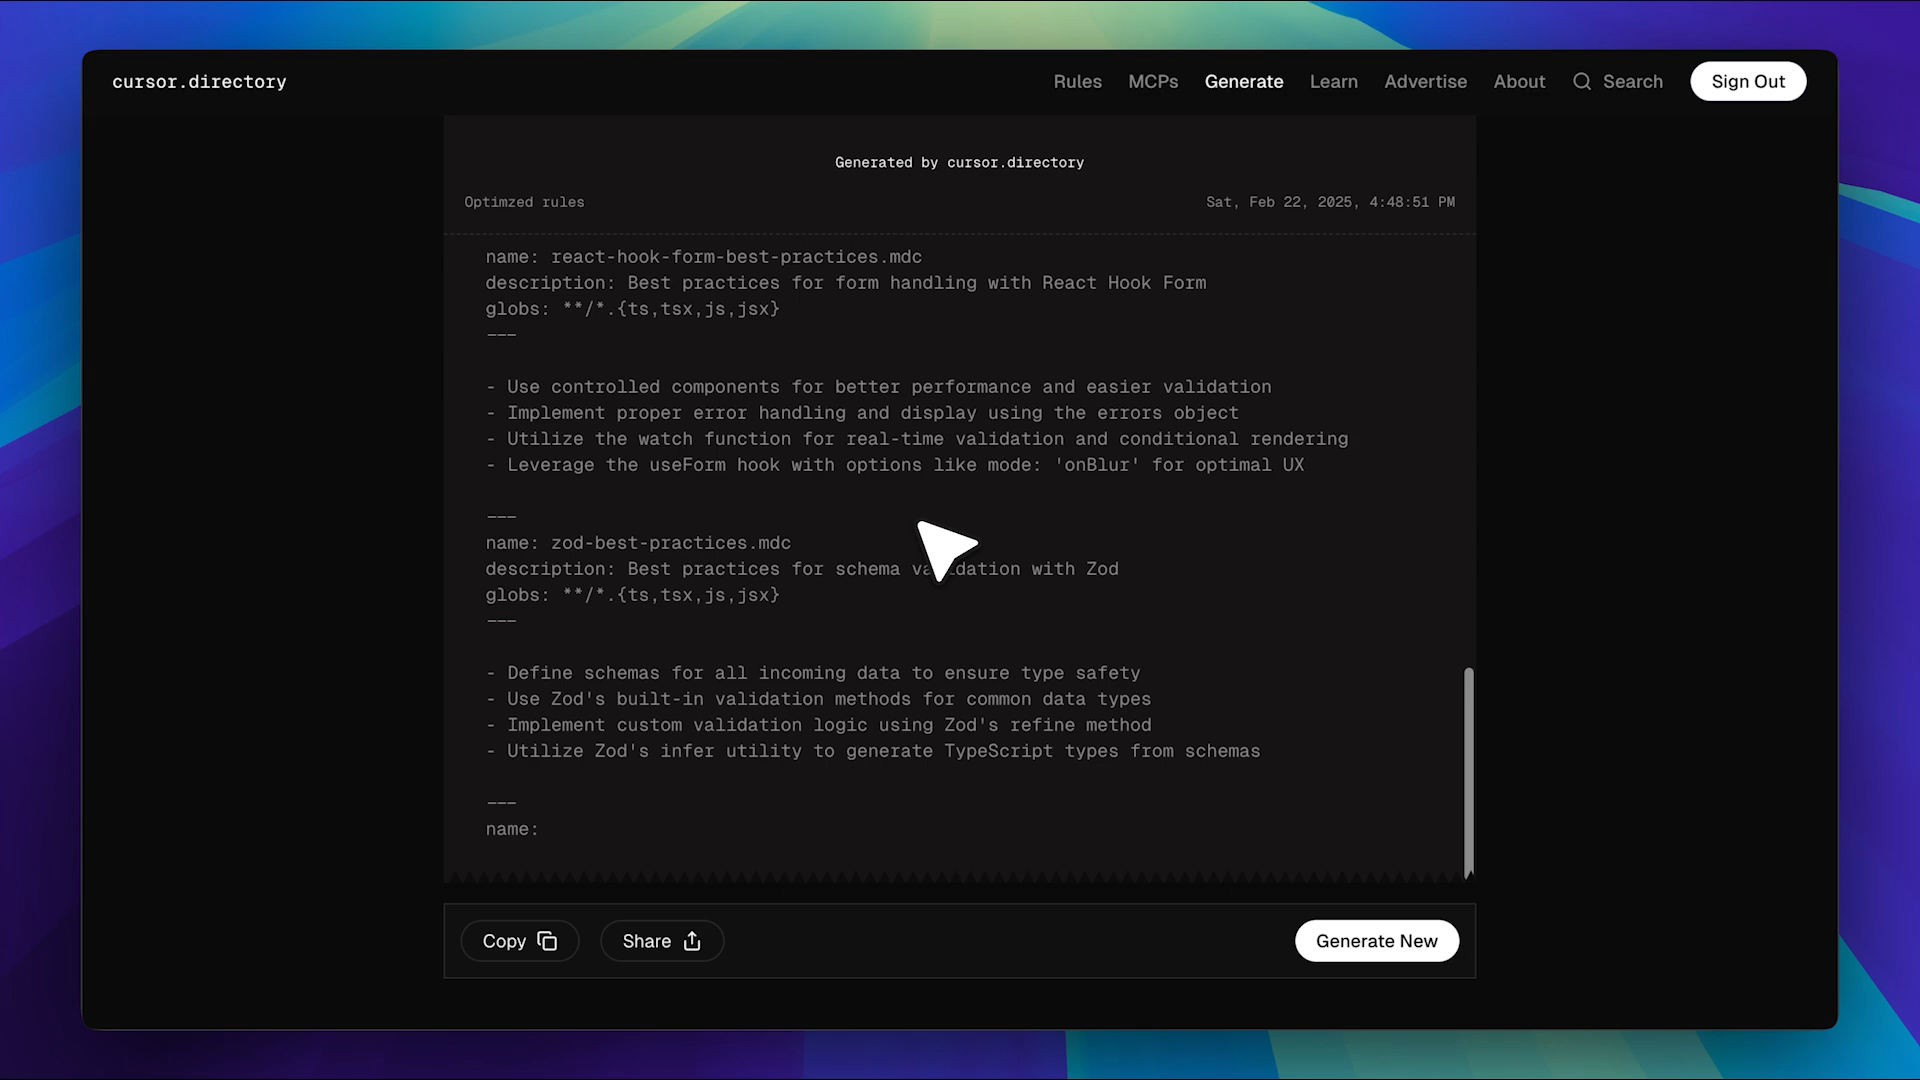 cursor.directory
Rules MCPs Generate Learn Advertise About Search Sign Out
Generated by cursor.directory
Optimzed rules Sat, Feb 22, 2025, 4:48:51 PM
name: react-hook-form-best-practices.mdc
description: Best practices for form handling with React Hook Form
globs: **/*.{ts,tsx,js,jsx}
---
- Use controlled components for better performance and easier validation
- Implement proper error handling and display using the errors object
- Utilize the watch function for real-time validation and conditional rendering
- Leverage the useForm hook with options like mode: 'onBlur' for optimal UX
---
name: zod-best-practices.mdc
description: Best practices for schema validation with Zod
globs: **/*.{ts,tsx,js,jsx}
---
- Define schemas for all incoming data to ensure type safety
- Use Zod's built-in validation methods for common data types
- Implement custom validation logic using Zod's refine method
- Utilize Zod's infer utility to generate TypeScript types from schemas
---
name:
Copy Share Generate New